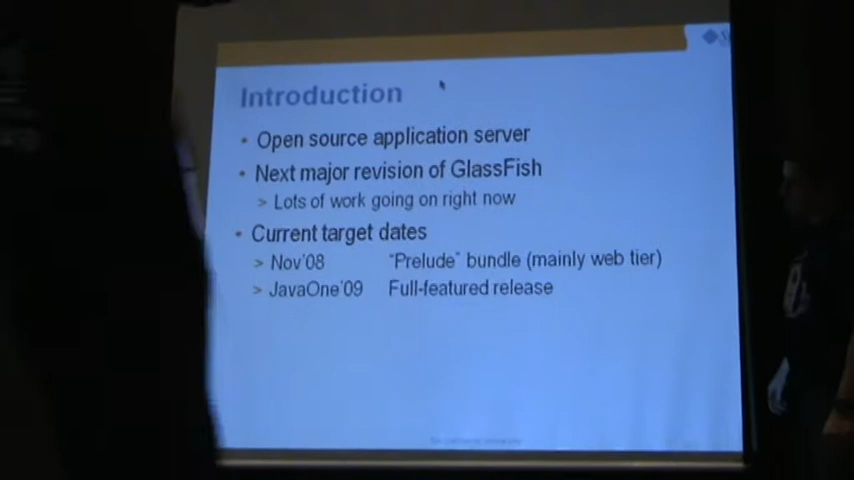 Introduction
• Open source application server
• Next major revision of GlassFish
> Lots of work going on right now
• Current target dates
> Nov'08 "Prelude" bundle (mainly web tier)
> JavaOne'09 Full-featured release